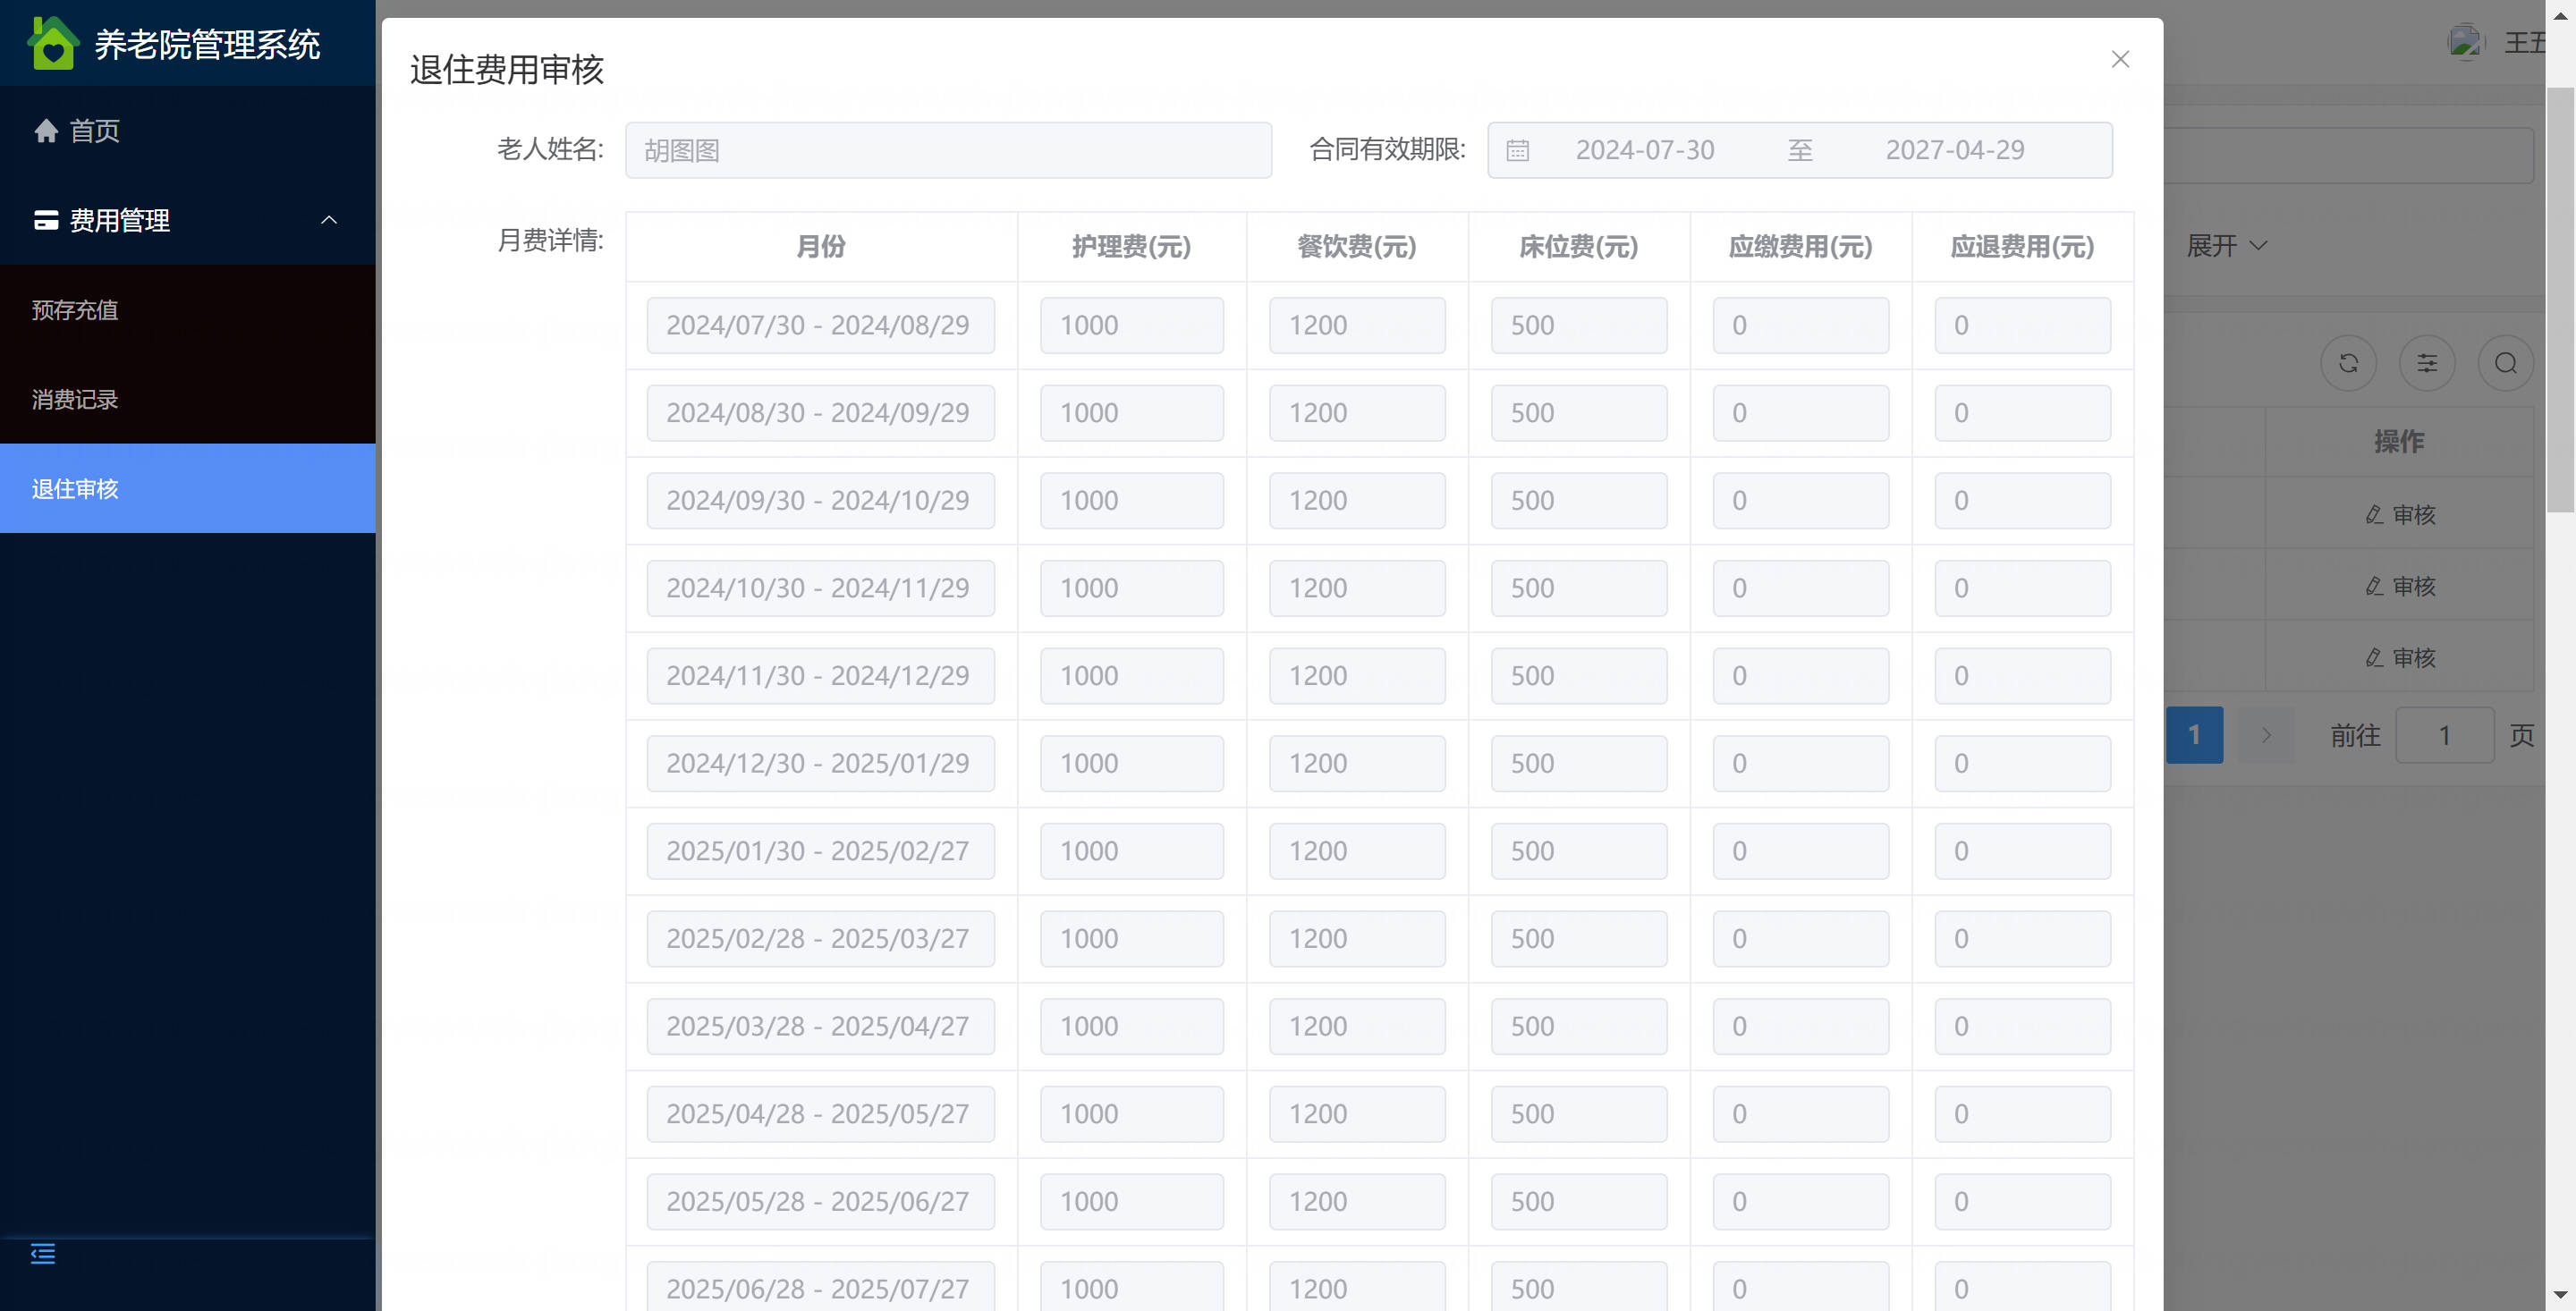 养老院管理系统
首页
费用管理
预存充值
消费记录
退住审核
退住费用审核
老人姓名: 胡图图 合同有效期限: 2024-07-30 至 2027-04-29
月费详情:
月份 护理费(元) 餐饮费(元) 床位费(元) 应缴费用(元) 应退费用(元)
2024/07/30 - 2024/08/29 1000 1200 500 0 0
2024/08/30 - 2024/09/29 1000 1200 500 0 0
2024/09/30 - 2024/10/29 1000 1200 500 0 0
2024/10/30 - 2024/11/29 1000 1200 500 0 0
2024/11/30 - 2024/12/29 1000 1200 500 0 0
2024/12/30 - 2025/01/29 1000 1200 500 0 0
2025/01/30 - 2025/02/27 1000 1200 500 0 0
2025/02/28 - 2025/03/27 1000 1200 500 0 0
2025/03/28 - 2025/04/27 1000 1200 500 0 0
2025/04/28 - 2025/05/27 1000 1200 500 0 0
2025/05/28 - 2025/06/27 1000 1200 500 0 0
2025/06/28 - 2025/07/27 1000 1200 500 0 0
王五
展开
操作
审核
审核
审核
1 前往 1 页